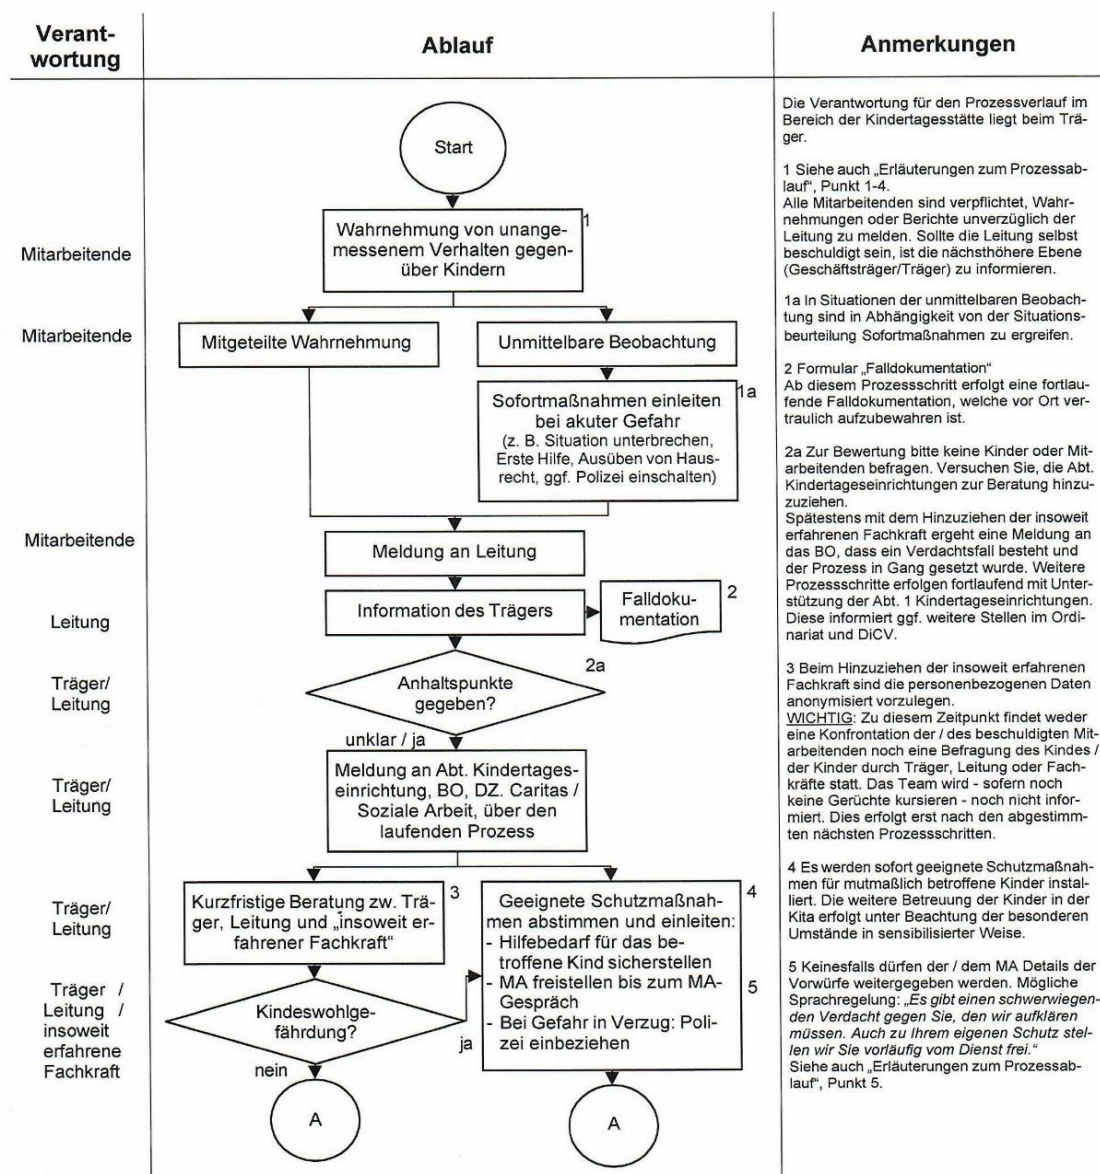 Verant-
wortung
Ablauf
Anmerkungen
Start
Wahrnehmung von unange-
messenem Verhalten gegen-
über Kindern
1
Mitarbeitende
Mitarbeitende
Mitgeteilte Wahrnehmung
Unmittelbare Beobachtung
Sofortmaßnahmen einleiten
bei akuter Gefahr
(z. B. Situation unterbrechen,
Erste Hilfe, Ausüben von Haus-
recht, ggf. Polizei einschalten)
1a
Mitarbeitende
Meldung an Leitung
Leitung
Information des Trägers
Falldoku-
mentation
2
Träger/
Leitung
Anhaltspunkte
gegeben?
2a
unklar / ja
Träger/
Leitung
Meldung an Abt. Kindertages-
einrichtung, BO, DZ. Caritas /
Soziale Arbeit, über den
laufenden Prozess
Träger/
Leitung
Kurzfristige Beratung zw. Trä-
ger, Leitung und „insoweit er-
fahrener Fachkraft“
3
Geeignete Schutzmaßnah-
men abstimmen und einleiten:
- Hilfebedarf für das be-
troffene Kind sicherstellen
- MA freistellen bis zum MA-
Gespräch
- Bei Gefahr in Verzug: Poli-
zei einbeziehen
4
5
Träger /
Leitung /
insoweit
erfahrene
Fachkraft
Kindeswohlge-
fährdung?
ja
nein
A
A
Die Verantwortung für den Prozessverlauf im
Bereich der Kindertagesstätte liegt beim Trä-
ger.
1 Siehe auch „Erläuterungen zum Prozessab-
lauf“, Punkt 1-4.
Alle Mitarbeitenden sind verpflichtet, Wahr-
nehmungen oder Berichte unverzüglich der
Leitung zu melden. Sollte die Leitung selbst
beschuldigt sein, ist die nächsthöhere Ebene
(Geschäftsträger/Träger) zu informieren.
1a In Situationen der unmittelbaren Beobach-
tung sind in Abhängigkeit von der Situations-
beurteilung Sofortmaßnahmen zu ergreifen.
2 Formular „Falldokumentation“
Ab diesem Prozessschritt erfolgt eine fortlau-
fende Falldokumentation, welche vor Ort ver-
traulich aufzubewahren ist.
2a Zur Bewertung bitte keine Kinder oder Mit-
arbeitenden befragen. Versuchen Sie, die Abt.
Kindertageseinrichtungen zur Beratung hinzu-
zuziehen.
Spätestens mit dem Hinzuziehen der insoweit
erfahrenen Fachkraft ergeht eine Meldung an
das BO, dass ein Verdachtsfall besteht und
der Prozess in Gang gesetzt wurde. Weitere
Prozessschritte erfolgen fortlaufend mit Unter-
stützung der Abt. 1 Kindertageseinrichtungen.
Diese informiert ggf. weitere Stellen im Ordi-
nariat und DiCV.
3 Beim Hinzuziehen der insoweit erfahrenen
Fachkraft sind die personenbezogenen Daten
anonymisiert vorzulegen.
WICHTIG: Zu diesem Zeitpunkt findet weder
eine Konfrontation der / des beschuldigten Mit-
arbeitenden noch eine Befragung des Kindes /
der Kinder durch Träger, Leitung oder Fach-
kräfte statt. Das Team wird - sofern noch
keine Gerüchte kursieren - noch nicht infor-
miert. Dies erfolgt erst nach den abgestimm-
ten nächsten Prozessschritten.
4 Es werden sofort geeignete Schutzmaßnah-
men für mutmaßlich betroffene Kinder instal-
liert. Die weitere Betreuung der Kinder in der
Kita erfolgt unter Beachtung der besonderen
Umstände in sensibilisierter Weise.
5 Keinesfalls dürfen der / dem MA Details der
Vorwürfe weitergegeben werden. Mögliche
Sprachregelung: „Es gibt einen schwerwiegen-
den Verdacht gegen Sie, den wir aufklären
müssen. Auch zu Ihrem eigenen Schutz stel-
len wir Sie vorläufig vom Dienst frei.“
Siehe auch „Erläuterungen zum Prozessab-
lauf“, Punkt 5.